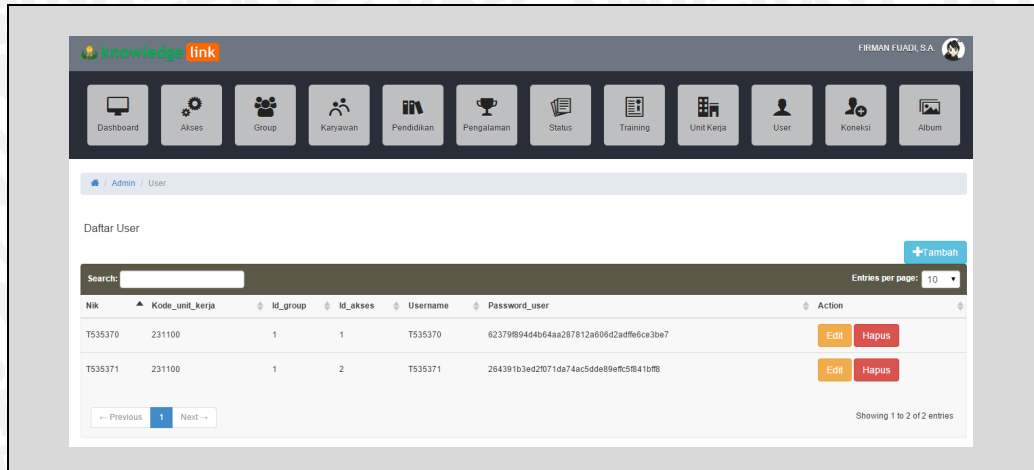 knowledge link FIRMAN FUADI, S.A.
Dashboard Akses Group Karyawan Pendidikan Pengalaman Status Training Unit Kerja User Koneksi Album
/ Admin / User
Daftar User
+Tambah
Search: Entries per page: 10
Nik Kode_unit_kerja Id_group Id_akses Username Password_user Action
T535370 231100 1 1 T535370 62379f894d4b64aa287812a606d2adffe6ce3be7 Edit Hapus
T535371 231100 1 2 T535371 264391b3ed2f071da74ac5dde89effc5f841bff8 Edit Hapus
← Previous 1 Next → Showing 1 to 2 of 2 entries